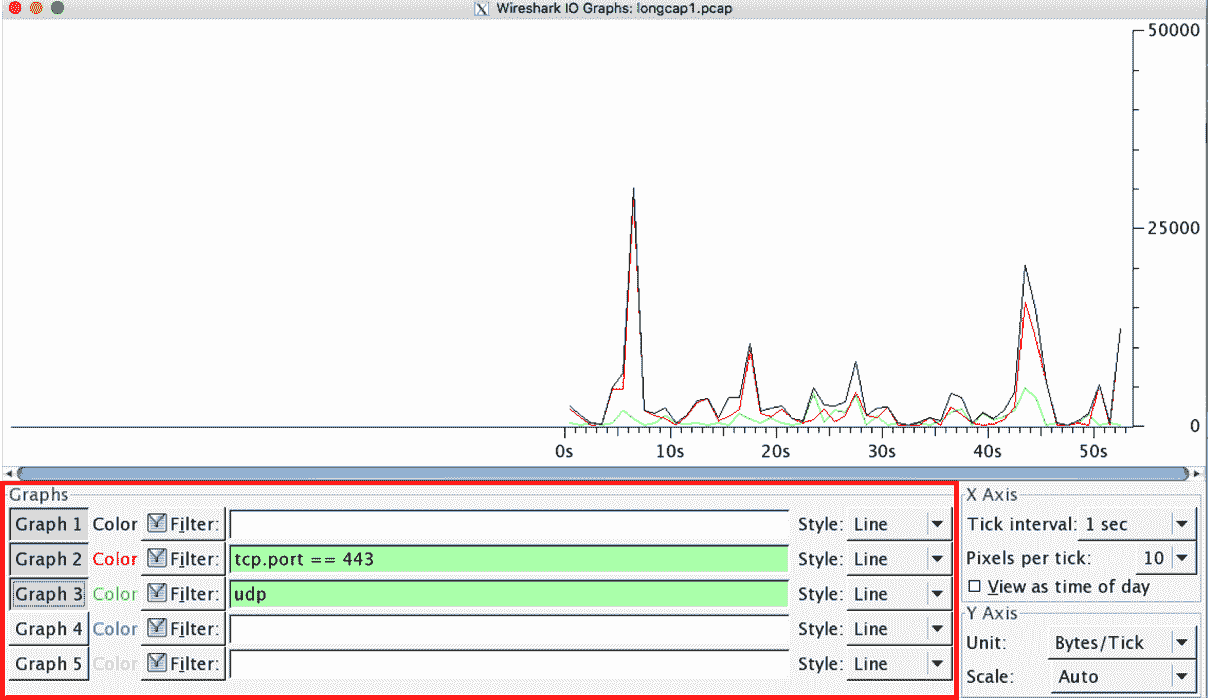 X Wireshark IO Graphs: longcap1.pcap
50000
25000
0
0s 10s 20s 30s 40s 50s
Graphs
Graph 1 Color Filter: Style: Line
Graph 2 Color Filter: tcp.port == 443 Style: Line
Graph 3 Color Filter: udp Style: Line
Graph 4 Color Filter: Style: Line
Graph 5 Color Filter: Style: Line
X Axis
Tick interval: 1 sec
Pixels per tick: 10
View as time of day
Y Axis
Unit: Bytes/Tick
Scale: Auto